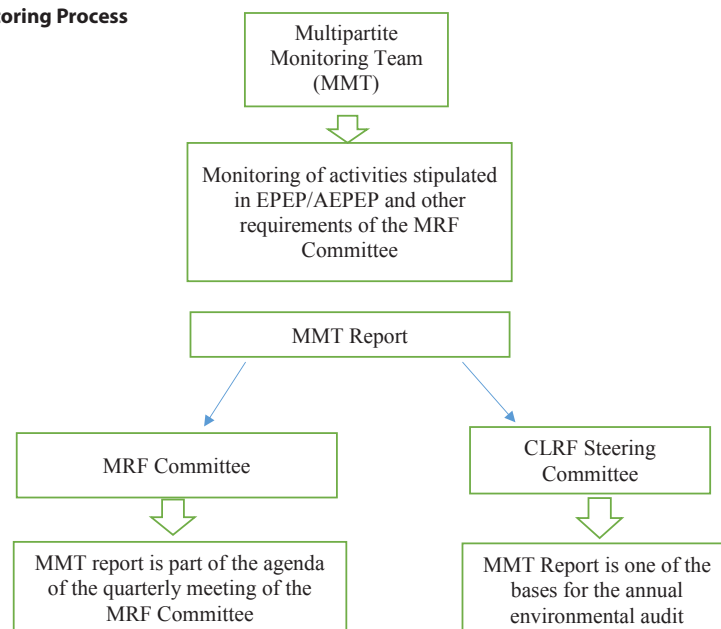 toring Process
Multipartite
Monitoring Team
(MMT)
Monitoring of activities stipulated
in EPEP/AEPEP and other
requirements of the MRF
Committee
MMT Report
MRF Committee
CLRF Steering
Committee
MMT report is part of the agenda
of the quarterly meeting of the
MRF Committee
MMT Report is one of the
bases for the annual
environmental audit